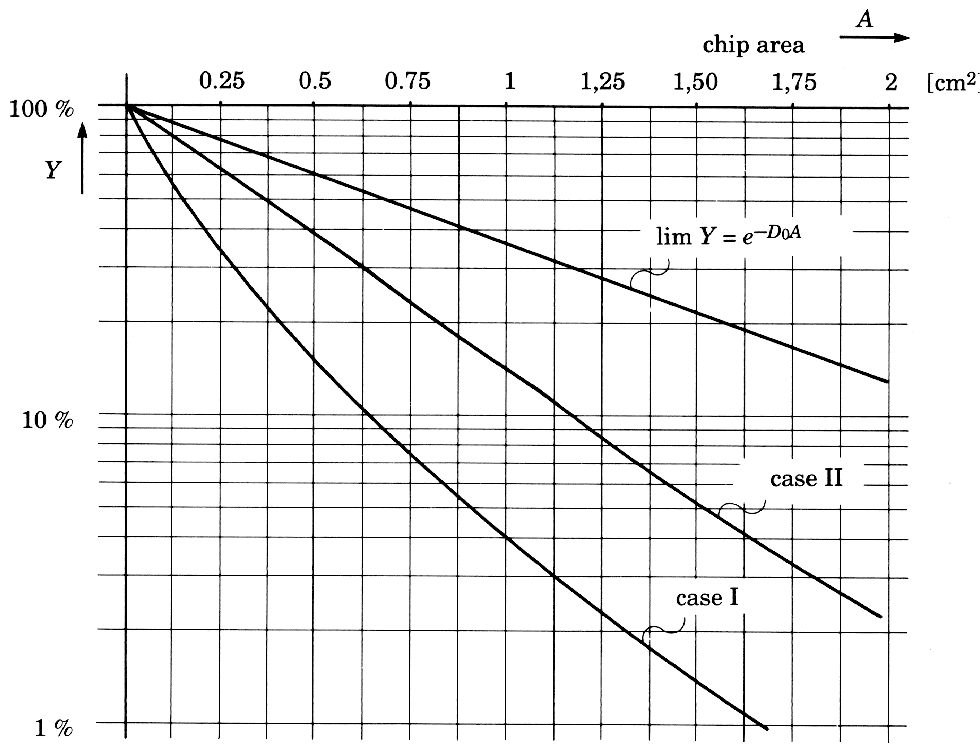 A
chip area
0.25 0.5 0.75 1 1,25 1,50 1,75 2 [cm²]
100 %
Y
lim Y = e^{-D₀A}
10 %
case II
case I
1 %